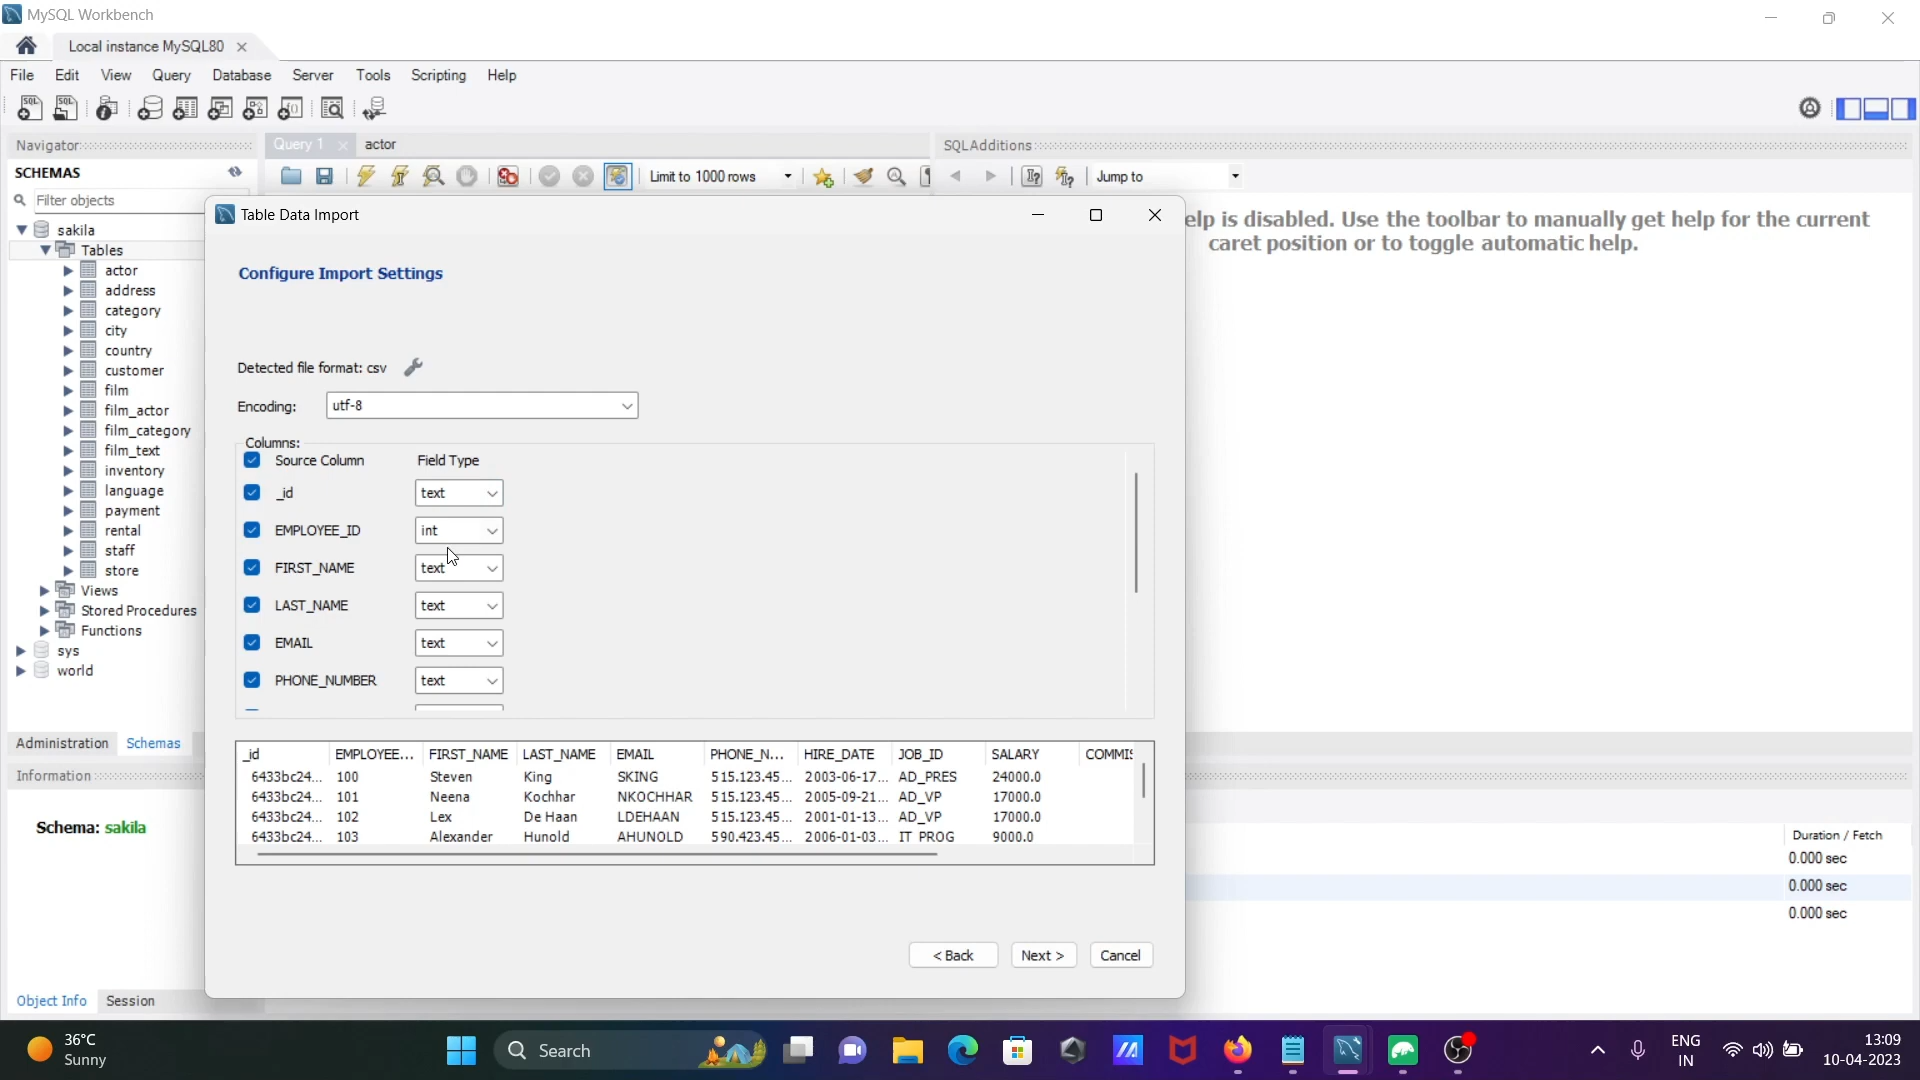 MySQL Workbench
Local instance MySQL80
File Edit View Query Database Server Tools Scripting Help
Navigator
Query 1
actor
SQLAdditions
SCHEMAS
Limit to 1000 rows
Jump to
Filter objects
sakila
Tables
actor
address
category
city
country
customer
film
film_actor
film_category
film_text
inventory
language
payment
rental
staff
store
Views
Stored Procedures
Functions
sys
world
Administration Schemas
Information
Schema: sakila
Object Info Session
Table Data Import
elp is disabled. Use the toolbar to manually get help for the current
caret position or to toggle automatic help.
Configure Import Settings
Detected file format: csv
Encoding: utf-8
Columns:
Source Column Field Type
_id text
EMPLOYEE_ID int
FIRST_NAME text
LAST_NAME text
EMAIL text
PHONE_NUMBER text
_id EMPLOYEE... FIRST_NAME LAST_NAME EMAIL PHONE_N... HIRE_DATE JOB_ID SALARY COMMIS
6433bc24... 100 Steven King SKING 515.123.45... 2003-06-17... AD_PRES 24000.0
6433bc24... 101 Neena Kochhar NKOCHHAR 515.123.45... 2005-09-21... AD_VP 17000.0
6433bc24... 102 Lex De Haan LDEHAAN 515.123.45... 2001-01-13... AD_VP 17000.0
6433bc24... 103 Alexander Hunold AHUNOLD 590.423.45... 2006-01-03... IT PROG 9000.0
< Back Next > Cancel
Duration / Fetch
0.000 sec
0.000 sec
0.000 sec
36°C
Sunny
Search
ENG
IN
13:09
10-04-2023